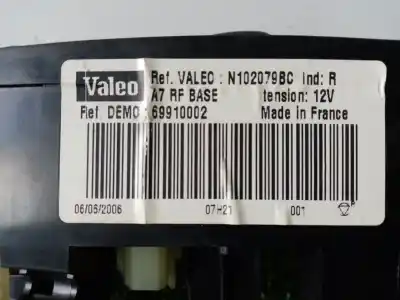 Valeo
Ref. VALEO : N102079BC Ind: R
A7 RF BASE tension: 12V
Ref DEMO 69910002 Made in France
06/06/2006 07H21 001